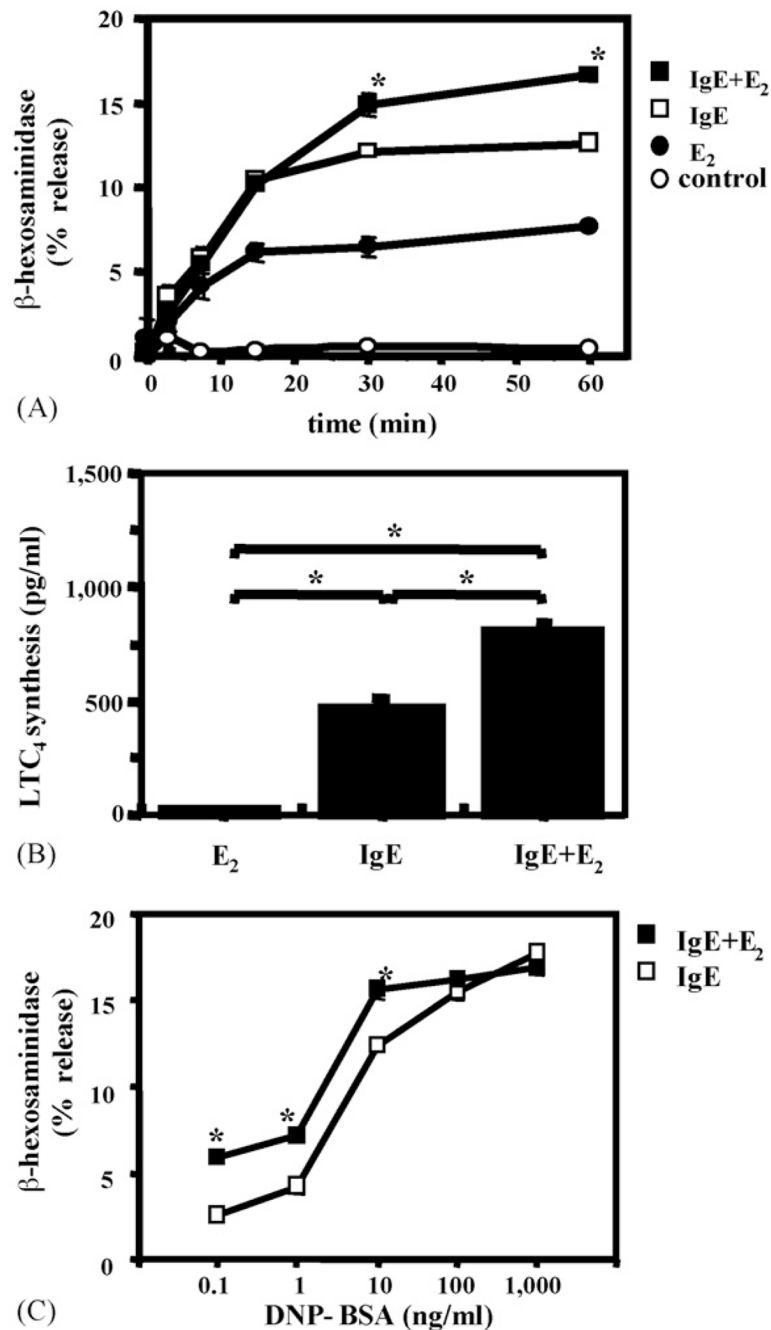 20
15
10
5
0
β-hexosaminidase
(% release)
* *
IgE+E₂
IgE
E₂
control
0 10 20 30 40 50 60
time (min)
(A)
1,500
1,000
500
0
LTC₄ synthesis (pg/ml)
*
* *
E₂ IgE IgE+E₂
(B)
20
15
10
5
0
β-hexosaminidase
(% release)
* * *
IgE+E₂
IgE
0.1 1 10 100 1,000
DNP- BSA (ng/ml)
(C)